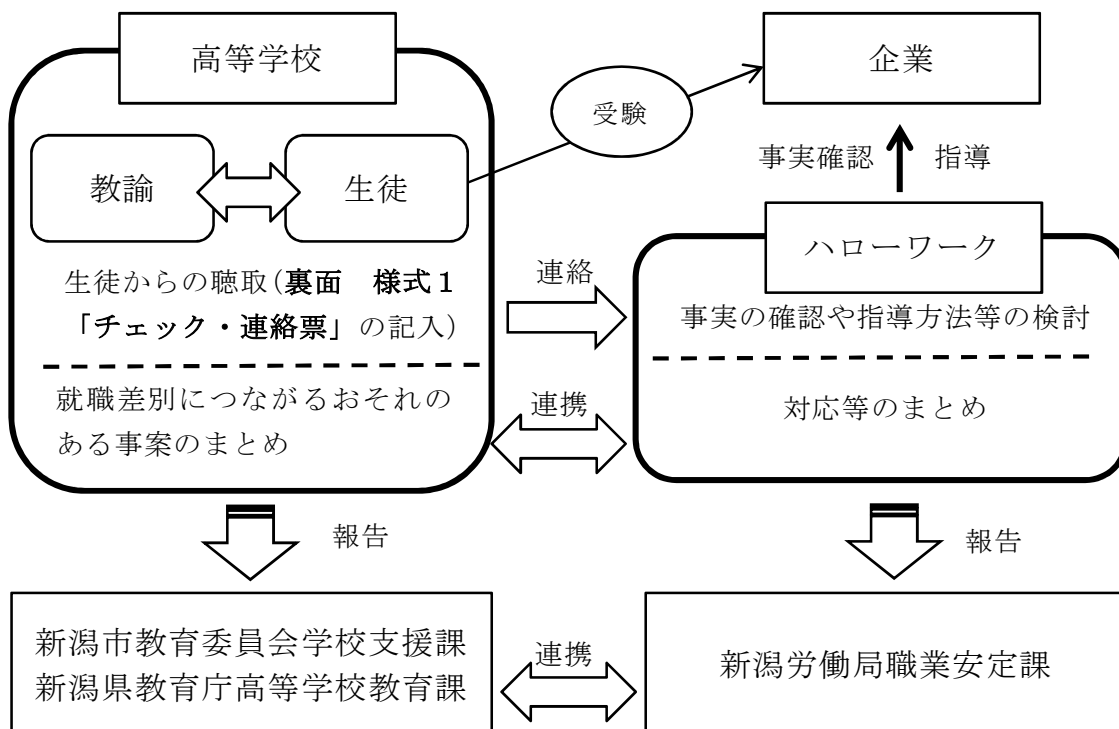 高等学校
企業
受験
事実確認 指導
教諭
生徒
ハローワーク
生徒からの聴取(裏面 様式1
「チェック・連絡票」の記入)
連絡
事実の確認や指導方法等の検討
就職差別につながるおそれの
ある事案のまとめ
連携
対応等のまとめ
報告
報告
新潟市教育委員会学校支援課
新潟県教育庁高等学校教育課
連携
新潟労働局職業安定課